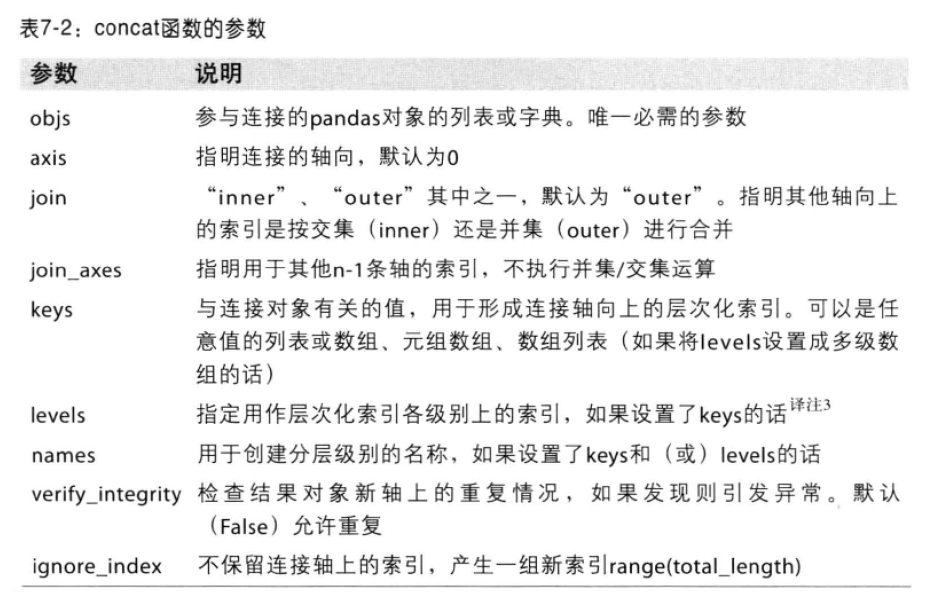 表7-2：concat函数的参数
参数 说明
objs 参与连接的pandas对象的列表或字典。唯一必需的参数
axis 指明连接的轴向，默认为0
join “inner”、“outer”其中之一，默认为“outer”。指明其他轴向上
的索引是按交集（inner）还是并集（outer）进行合并
join_axes 指明用于其他n-1条轴的索引，不执行并集/交集运算
keys 与连接对象有关的值，用于形成连接轴向上的层次化索引。可以是任
意值的列表或数组、元组数组、数组列表（如果将levels设置成多级数
组的话）
levels 指定用作层次化索引各级别上的索引，如果设置了keys的话译注3
names 用于创建分层级别的名称，如果设置了keys和（或）levels的话
verify_integrity 检查结果对象新轴上的重复情况，如果发现则引发异常。默认
（False）允许重复
ignore_index 不保留连接轴上的索引，产生一组新索引range(total_length)